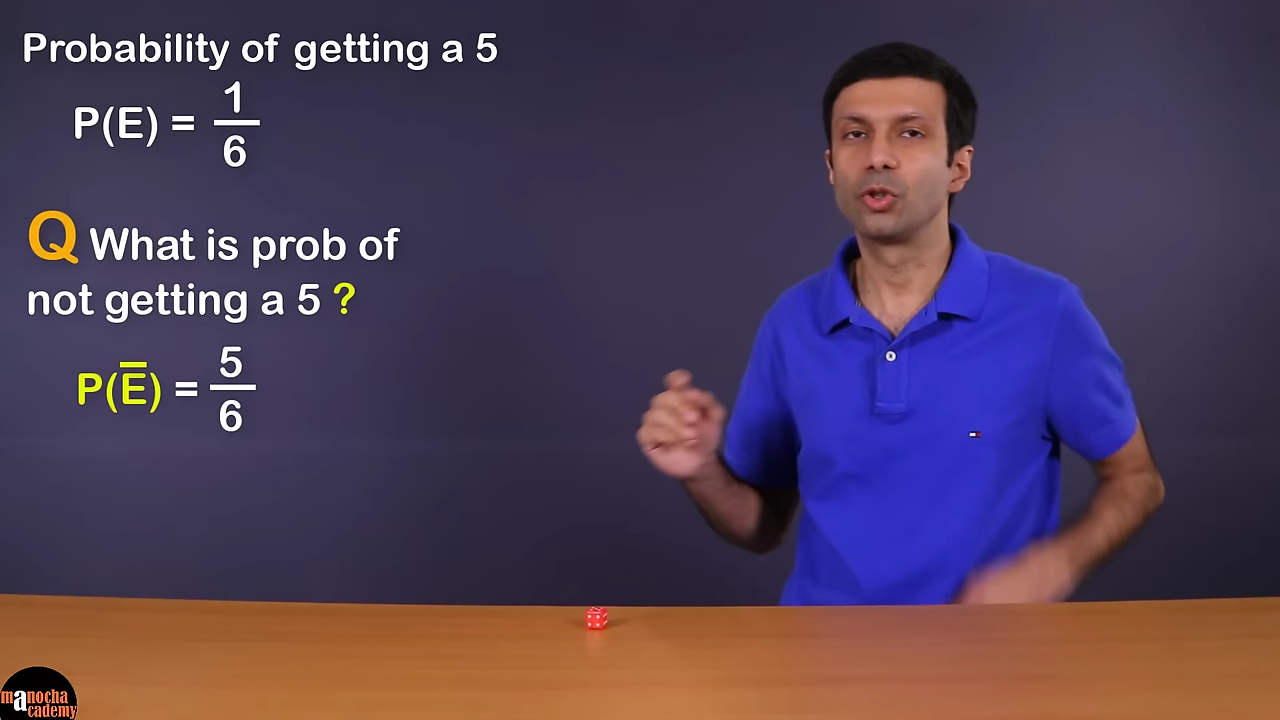 Probability of getting a 5
P(E) = 1/6
Q What is prob of
not getting a 5 ?
P(E̅) = 5/6
manocha
academy